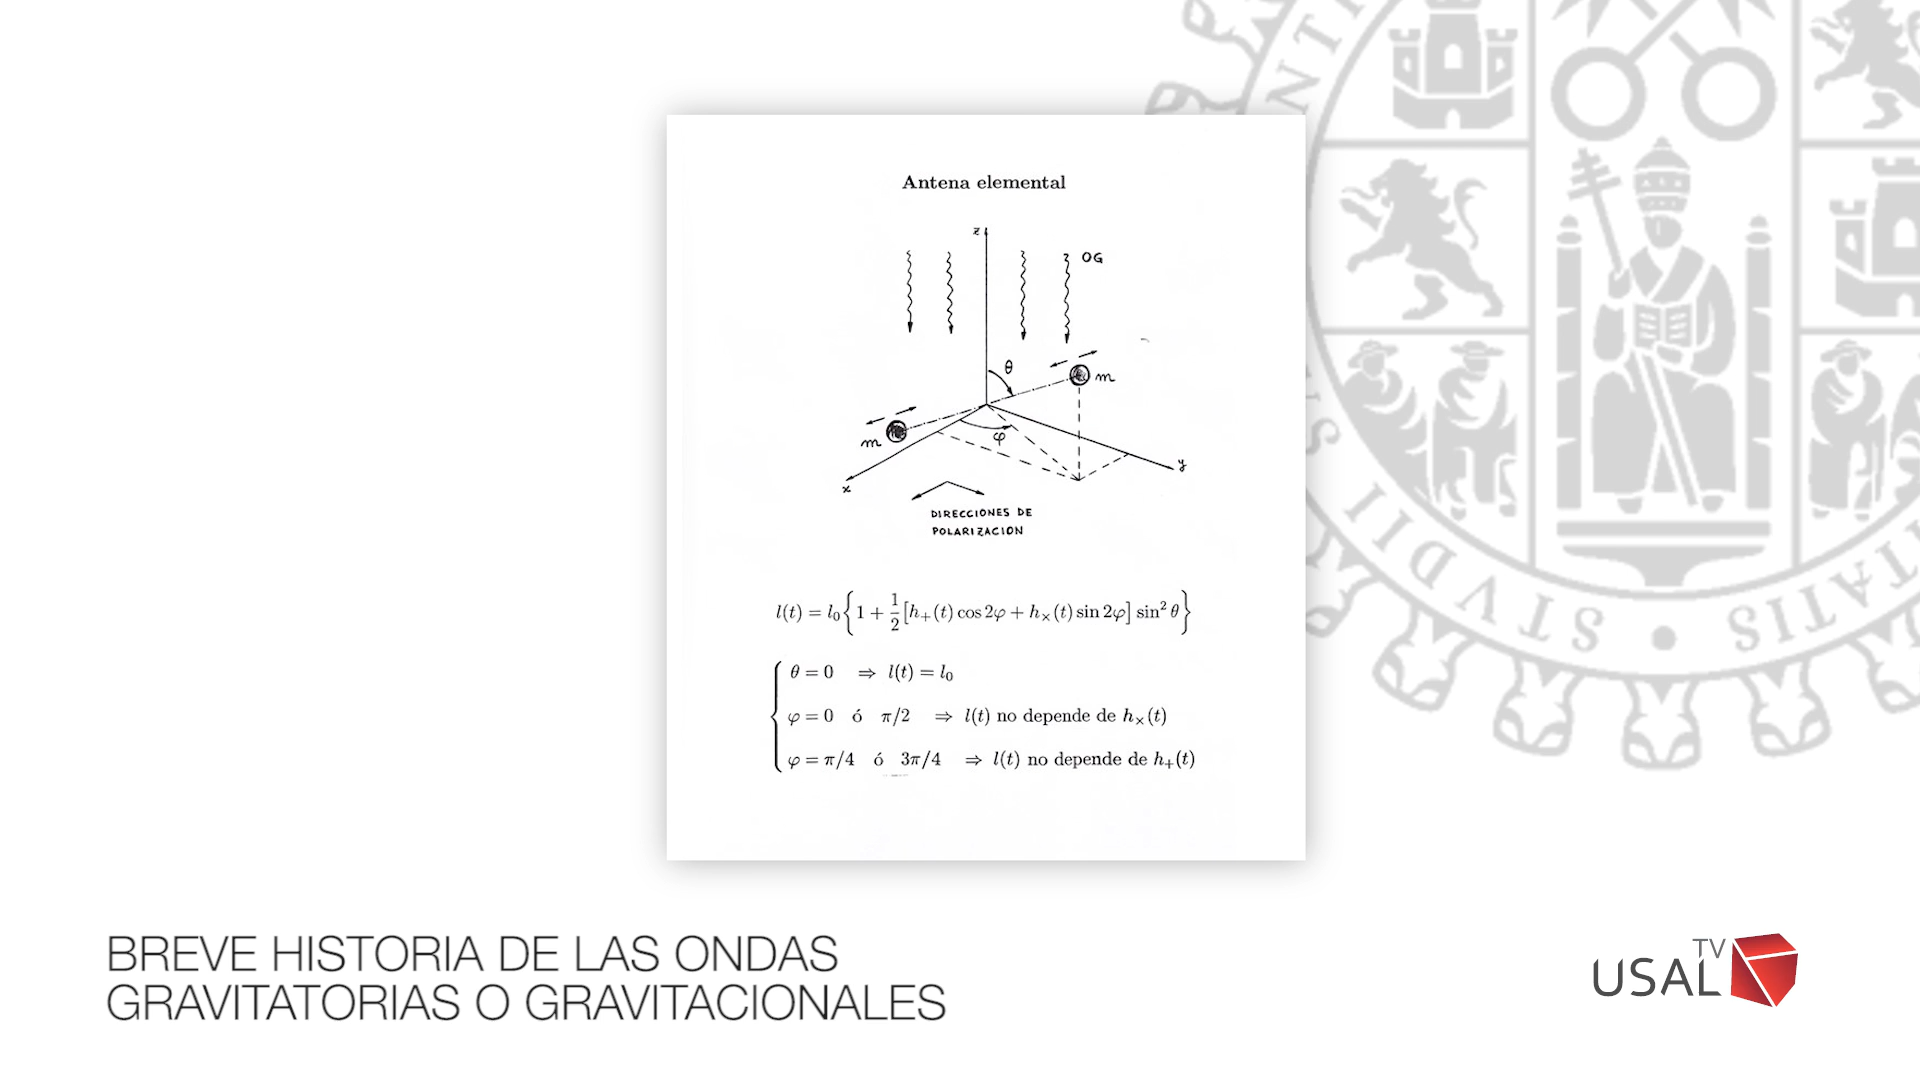 Antena elemental
z
OG
θ
m
m
φ
x
y
DIRECCIONES DE
POLARIZACION
l(t) = l₀{1 + 1/2[h₊(t) cos 2φ + h×(t) sin 2φ] sin² θ}
θ = 0 ⇒ l(t) = l₀
φ = 0 ó π/2 ⇒ l(t) no depende de h×(t)
φ = π/4 ó 3π/4 ⇒ l(t) no depende de h₊(t)
STVDII
BREVE HISTORIA DE LAS ONDAS
GRAVITATORIAS O GRAVITACIONALES
USAL TV